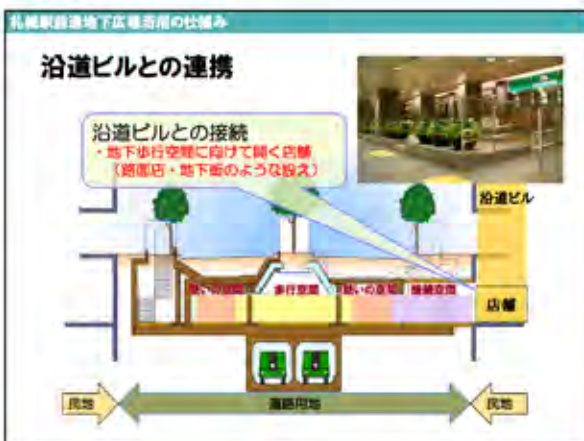 札幌駅前通地下広場活用の仕組み
沿道ビルとの連携
沿道ビルとの接続
・地下歩行空間に向けて開く店舗
（路面店・地下街のような設え）
沿道ビル
憩いの空間 歩行空間 憩いの空間 接続空間
店舗
民地 道路用地 民地